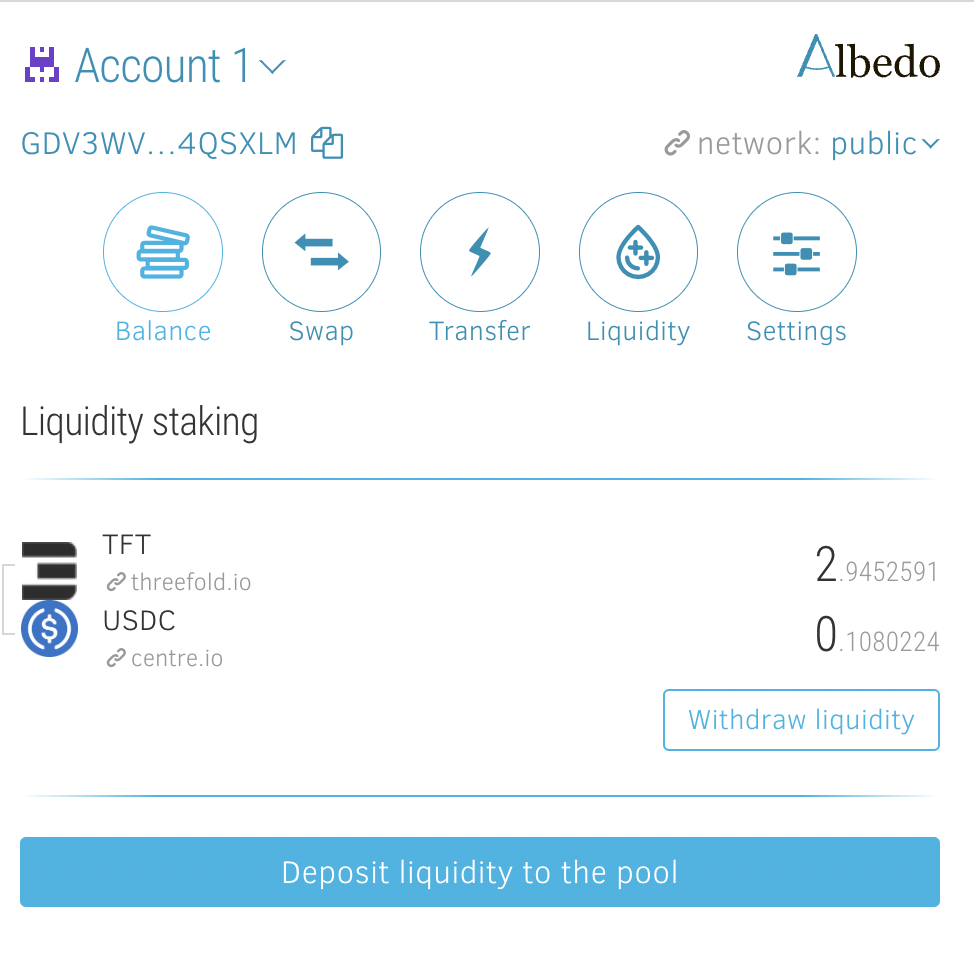 Account 1
Albedo
GDV3WV...4QSXLM
network: public
Balance
Swap
Transfer
Liquidity
Settings
Liquidity staking
TFT
threefold.io
2.9452591
USDC
centre.io
0.1080224
Withdraw liquidity
Deposit liquidity to the pool